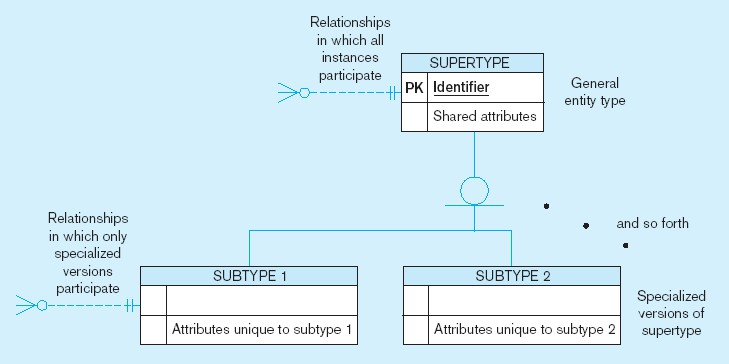 Relationships
in which all
instances
participate
SUPERTYPE
PK Identifier
Shared attributes
General
entity type
and so forth
Relationships
in which only
specialized
versions
participate
SUBTYPE 1
Attributes unique to subtype 1
SUBTYPE 2
Attributes unique to subtype 2
Specialized
versions of
supertype